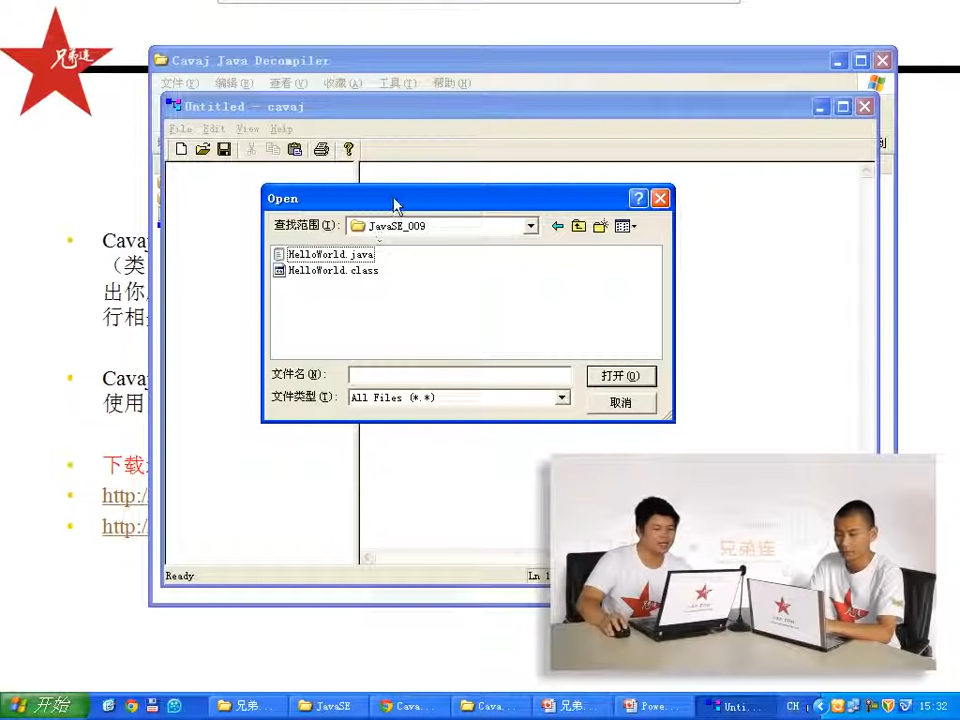 兄弟连
Cavaj Java Decompiler
文件(F) 编辑(E) 查看(V) 收藏(A) 工具(T) 帮助(H)
Untitled - cavaj
File Edit View Help
Open
查找范围(I): JavaSE_009
HelloWorld.java
HelloWorld.class
文件名(N): 打开(O)
文件类型(T): All Files (*.*) 取消
Cavaj
（类
出你
行相
Cavaj
使用
下载
http:/
http:/
兄弟连
Ready Ln 1
开始 兄弟... JavaSE Cava... Cava... 兄弟... Powe... Unti... CH 15:32